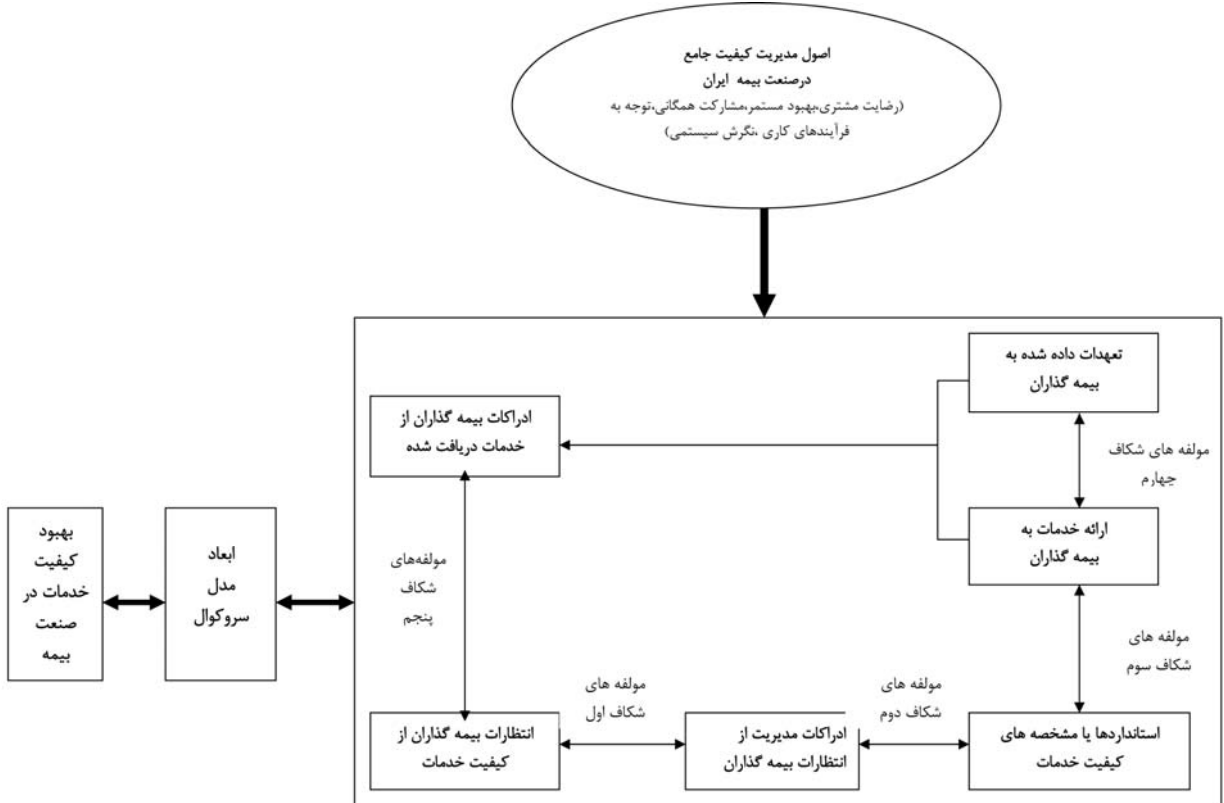 اصول مدیریت کیفیت جامع
درصنعت بیمه ایران
(رضایت مشتری،بهبود مستمر،مشارکت همگانی،توجه به
فرآیندهای کاری ،نگرش سیستمی)
تعهدات داده شده به
بیمه گذاران
ادراکات بیمه گذاران از
خدمات دریافت شده
مولفه های شکاف
چهارم
ارائه خدمات به
بیمه گذاران
مولفه‌های
شکاف
پنجم
ابعاد
مدل
سروکوال
بهبود
کیفیت
خدمات در
صنعت
بیمه
مولفه های
شکاف سوم
مولفه های
شکاف دوم
مولفه های
شکاف اول
استانداردها یا مشخصه های
کیفیت خدمات
ادراکات مدیریت از
انتظارات بیمه گذاران
انتظارات بیمه گذاران از
کیفیت خدمات